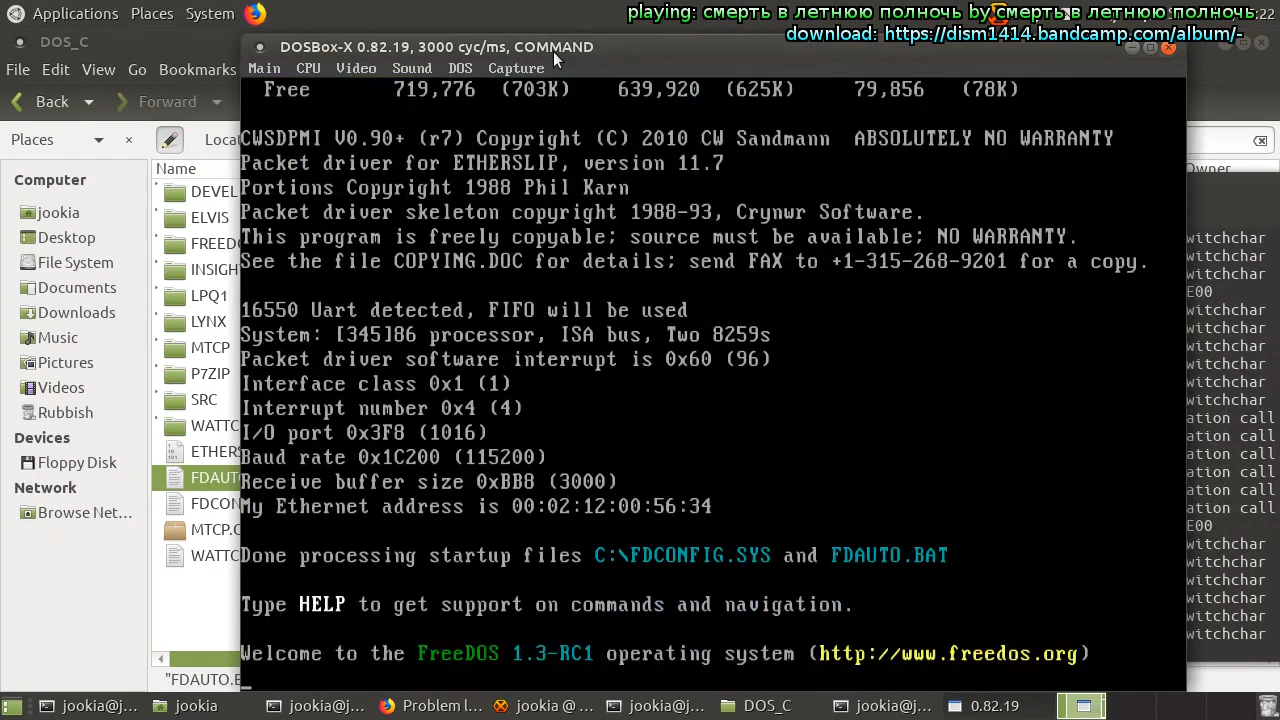 Applications Places System
:22
playing: смерть в летнюю полночь by смерть в летнюю полночь
download: https://dism1414.bandcamp.com/album/-
DOS_C
DOSBox-X 0.82.19, 3000 cyc/ms, COMMAND
File Edit View Go Bookmarks
Main CPU Video Sound DOS Capture
Back Forward
Free 719,776 (703K) 639,920 (625K) 79,856 (78K)
Places
Locat
Name
Owner
Computer
jookia
Desktop
File System
Documents
Downloads
Music
Pictures
Videos
Rubbish
Devices
Floppy Disk
Network
Browse Net…
DEVEL
ELVIS
FREED
INSIGH
LPQ1
LYNX
MTCP
P7ZIP
SRC
WATTC
ETHERS
FDAUTO
FDCON
MTCP.C
WATTC
"FDAUTO.B
CWSDPMI V0.90+ (r7) Copyright (C) 2010 CW Sandmann ABSOLUTELY NO WARRANTY
Packet driver for ETHERSLIP, version 11.7
Portions Copyright 1988 Phil Karn
Packet driver skeleton copyright 1988-93, Crynwr Software.
This program is freely copyable; source must be available; NO WARRANTY.
See the file COPYING.DOC for details; send FAX to +1-315-268-9201 for a copy.
16550 Uart detected, FIFO will be used
System: [345]86 processor, ISA bus, Two 8259s
Packet driver software interrupt is 0x60 (96)
Interface class 0x1 (1)
Interrupt number 0x4 (4)
I/O port 0x3F8 (1016)
Baud rate 0x1C200 (115200)
Receive buffer size 0xBB8 (3000)
My Ethernet address is 00:02:12:00:56:34
Done processing startup files C:\FDCONFIG.SYS and FDAUTO.BAT
Type HELP to get support on commands and navigation.
Welcome to the FreeDOS 1.3-RC1 operating system (http://www.freedos.org)
witchchar
witchchar
witchchar
E00
witchchar
witchchar
witchchar
witchchar
witchchar
witchchar
ation call
ation call
ation call
ation call
ation call
ation call
E00
witchchar
witchchar
witchchar
witchchar
witchchar
witchchar
jookia@j… jookia jookia@j… Problem l… jookia @ … jookia@j… DOS_C jookia@j… 0.82.19